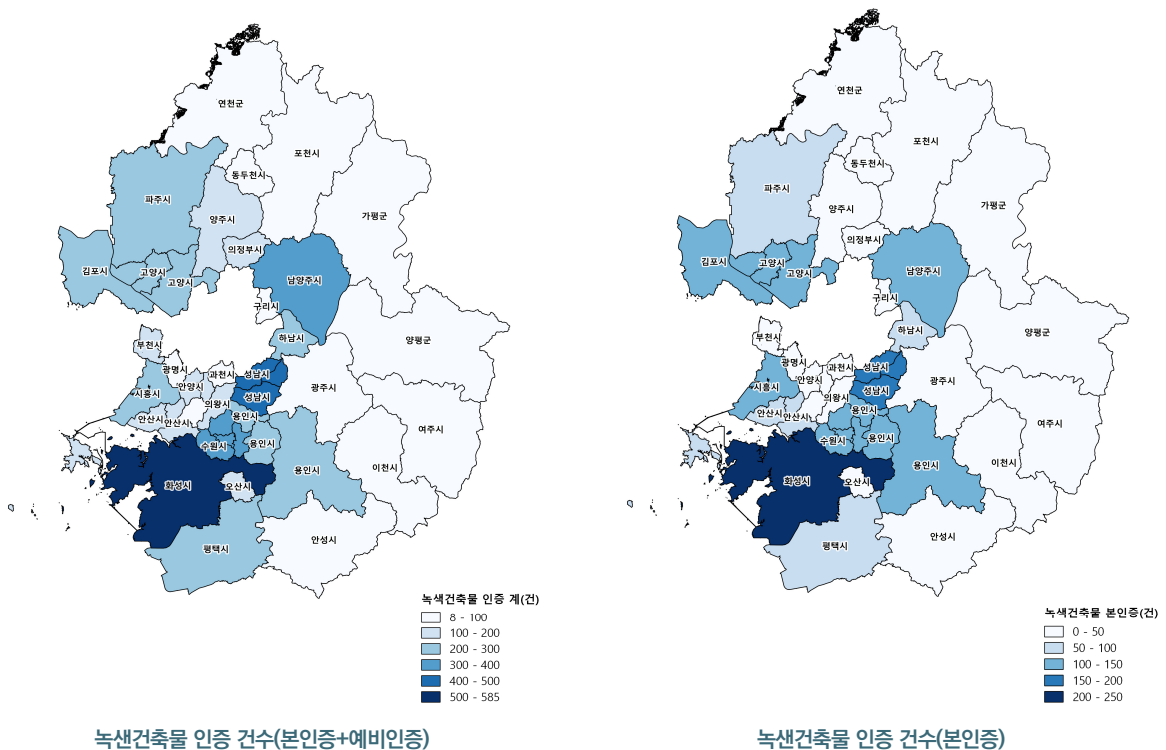 연천군
포천시
동두천시
파주시
양주시
가평군
의정부시
김포시
고양시
고양시
남양주시
구리시
하남시
양평군
부천시
광명시
과천시
성남시
안양시
시흥시
의왕시
성남시
광주시
안산시
안산시
용인시
여주시
수원시
용인시
이천시
용인시
화성시
오산시
안성시
평택시
녹색건축물 인증 계(건)
8 - 100
100 - 200
200 - 300
300 - 400
400 - 500
500 - 585
녹샌건축물 인증 건수(본인증+예비인증)
연천군
포천시
동두천시
파주시
양주시
가평군
의정부시
김포시
고양시
고양시
남양주시
구리시
하남시
양평군
부천시
광명시
과천시
성남시
안양시
시흥시
의왕시
성남시
광주시
안산시
안산시
용인시
여주시
수원시
용인시
이천시
용인시
화성시
오산시
안성시
평택시
녹색건축물 본인증(건)
0 - 50
50 - 100
100 - 150
150 - 200
200 - 250
녹샌건축물 인증 건수(본인증)